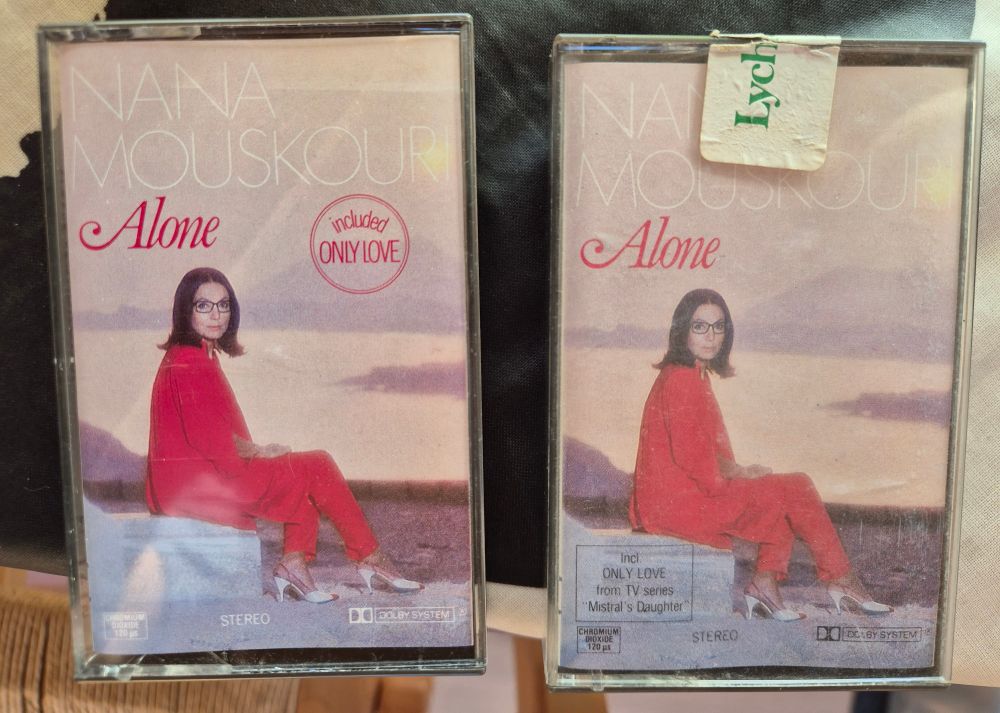 NANA
MOUSKOURI
Alone
included
ONLY LOVE
CHROMIUM
DIOXIDE
120 µs
STEREO
DOLBY SYSTEM
Lych
MOUSKOURI
Alone
Incl.
ONLY LOVE
from TV series
"Mistral's Daughter"
CHROMIUM
DIOXIDE
120 µs
STEREO
DOLBY SYSTEM